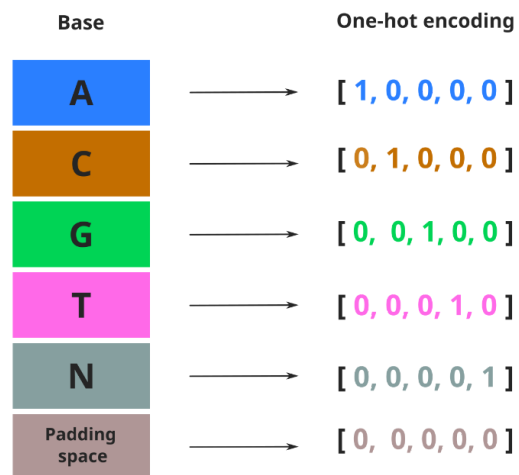 Base One-hot encoding
A [ 1, 0, 0, 0, 0 ]
C [ 0, 1, 0, 0, 0 ]
G [ 0, 0, 1, 0, 0 ]
T [ 0, 0, 0, 1, 0 ]
N [ 0, 0, 0, 0, 1 ]
Padding
space
[ 0, 0, 0, 0, 0 ]